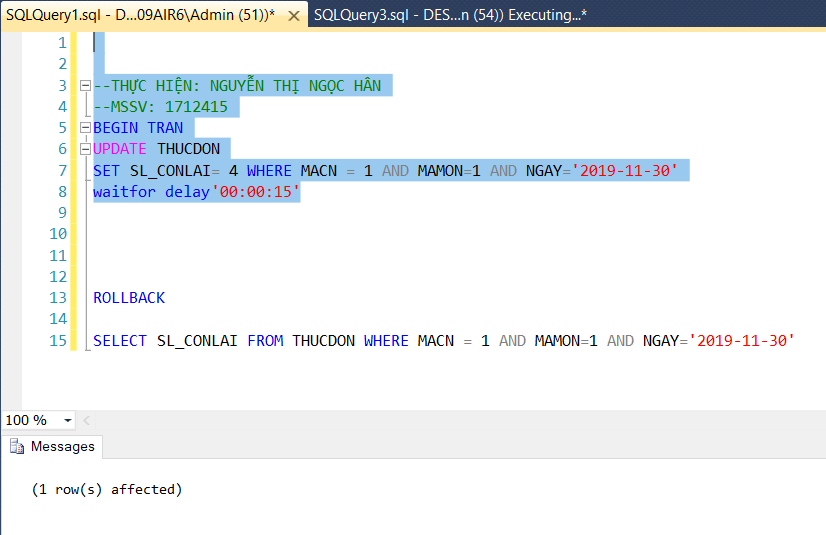 SQLQuery1.sql - D...09AIR6\Admin (51))* SQLQuery3.sql - DES...n (54)) Executing...*
1
2
3 --THỰC HIỆN: NGUYỄN THỊ NGỌC HÂN
4 --MSSV: 1712415
5 BEGIN TRAN
6 UPDATE THUCDON
7 SET SL_CONLAI= 4 WHERE MACN = 1 AND MAMON=1 AND NGAY='2019-11-30'
8 waitfor delay'00:00:15'
9
10
11
12
13 ROLLBACK
14
15 SELECT SL_CONLAI FROM THUCDON WHERE MACN = 1 AND MAMON=1 AND NGAY='2019-11-30'
100 %
Messages
(1 row(s) affected)